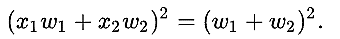 (x₁w₁ + x₂w₂)² = (w₁ + w₂)².